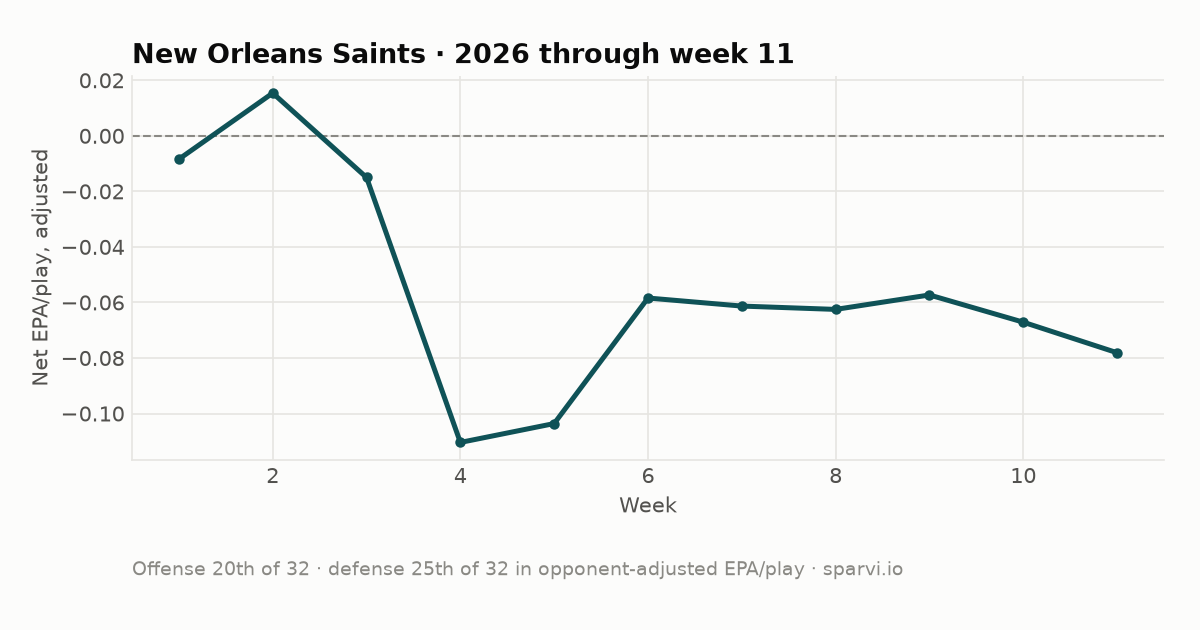 New Orleans Saints · 2026 through week 11
Net EPA/play, adjusted
0.02
0.00
−0.02
−0.04
−0.06
−0.08
−0.10
2 4 6 8 10
Week
Offense 20th of 32 · defense 25th of 32 in opponent-adjusted EPA/play · sparvi.io